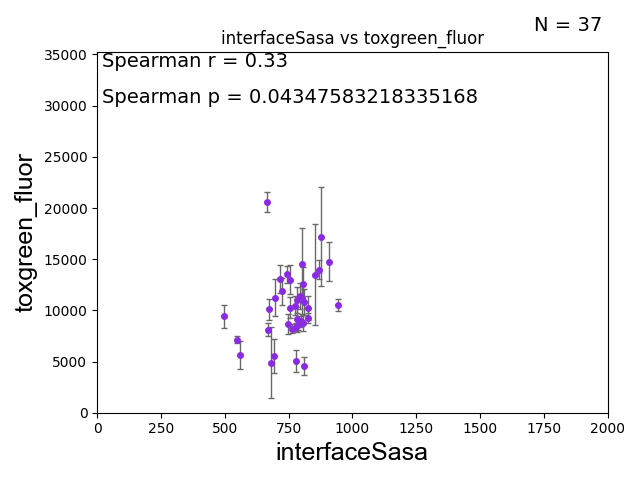 N = 37
interfaceSasa vs toxgreen_fluor
Spearman r = 0.33
Spearman p = 0.04347583218335168
toxgreen_fluor
35000
30000
25000
20000
15000
10000
5000
0
0 250 500 750 1000 1250 1500 1750 2000
interfaceSasa